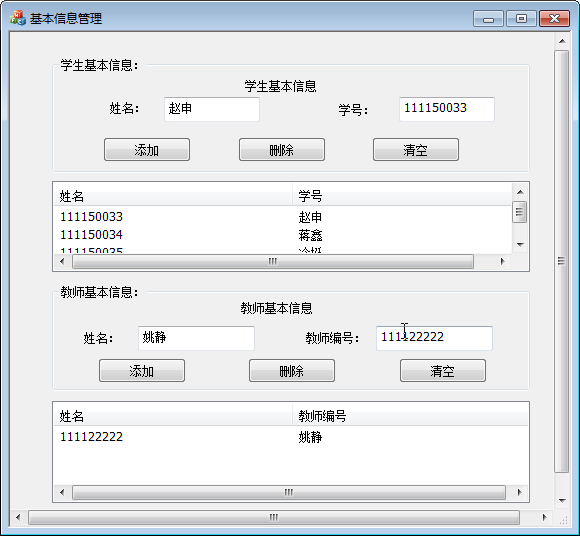 基本信息管理
学生基本信息:
学生基本信息
姓名: 赵申 学号: 111150033
添加 删除 清空
姓名 学号
111150033 赵申
111150034 蒋鑫
111150035
教师基本信息:
教师基本信息
姓名: 姚静 教师编号: 111122222
添加 删除 清空
姓名 教师编号
111122222 姚静